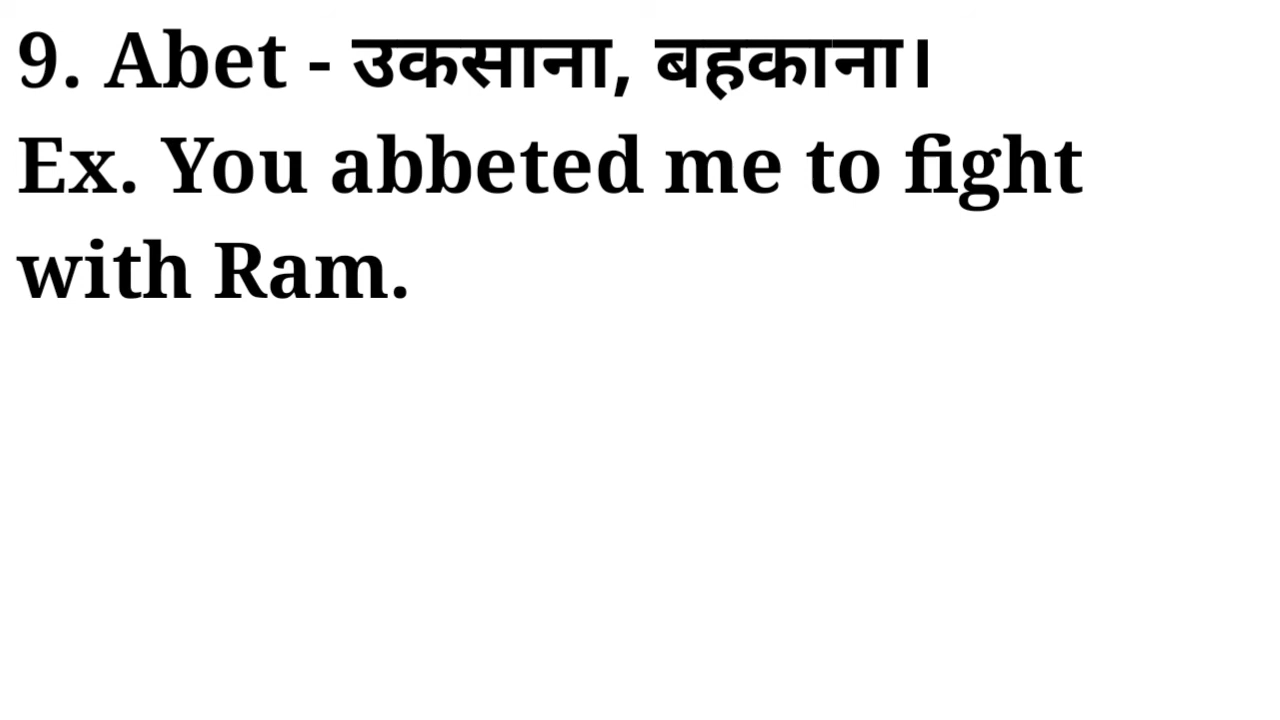 9. Abet - उकसाना, बहकाना।
Ex. You abbeted me to fight
with Ram.